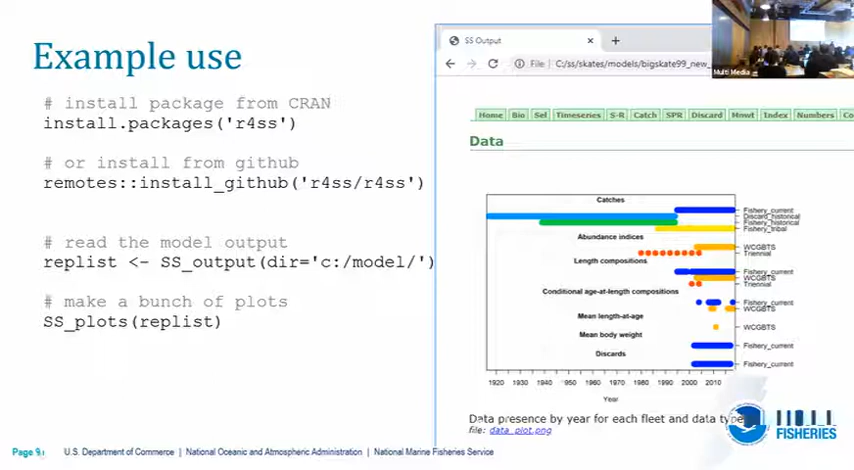 Example use
# install package from CRAN
install.packages('r4ss')
# or install from github
remotes::install_github('r4ss/r4ss')
# read the model output
replist <- SS_output(dir='c:/model/')
# make a bunch of plots
SS_plots(replist)
SS Output
File
C:/ss/skates/models/bigskate99_new_
Multi Media
Home Bio Sel Timeseries S-R Catch SPR Discard Mnwt Index Numbers Co
Data
Catches
Fishery_current
Discard_historical
Fishery_historical
Fishery_tribal
Abundance indices
WCGBTS
Triennial
Length compositions
Fishery_current
WCGBTS
Triennial
Conditional age-at-length compositions
Fishery_current
WCGBTS
Mean length-at-age
WCGBTS
Mean body weight
Fishery_current
Discards
Fishery_current
1920 1930 1940 1950 1960 1970 1980 1990 2000 2010
Year
Data presence by year for each fleet and data type
file: data_plot.png
FISHERIES
Page 9
U.S. Department of Commerce | National Oceanic and Atmospheric Administration | National Marine Fisheries Service